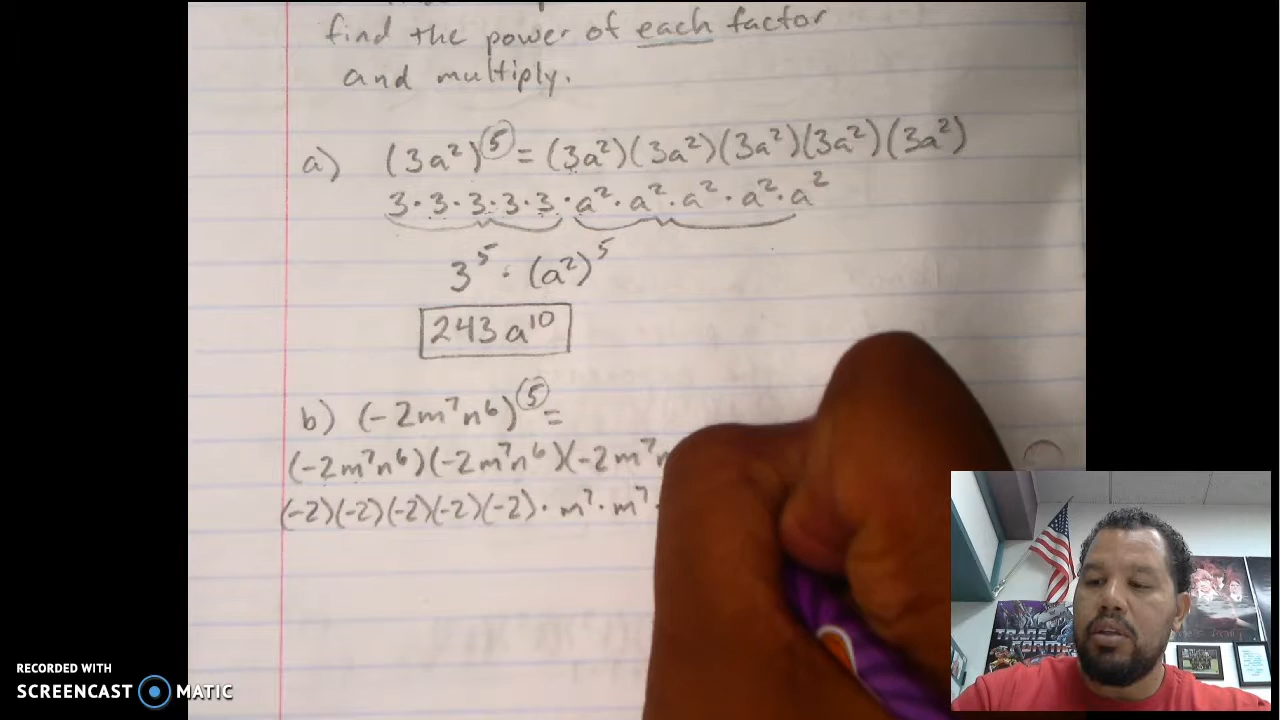 find the power of each factor
and multiply.
a) (3a²)⁵ = (3a²)(3a²)(3a²)(3a²)(3a²)
3·3·3·3·3·a²·a²·a²·a²·a²
3⁵·(a²)⁵
243a¹⁰
b) (-2m⁷n⁶)⁵ =
(-2m⁷n⁶)(-2m⁷n⁶)(-2m⁷
(-2)(-2)(-2)(-2)(-2)·m⁷·m⁷
TRANSFORMERS
RECORDED WITH
SCREENCAST MATIC